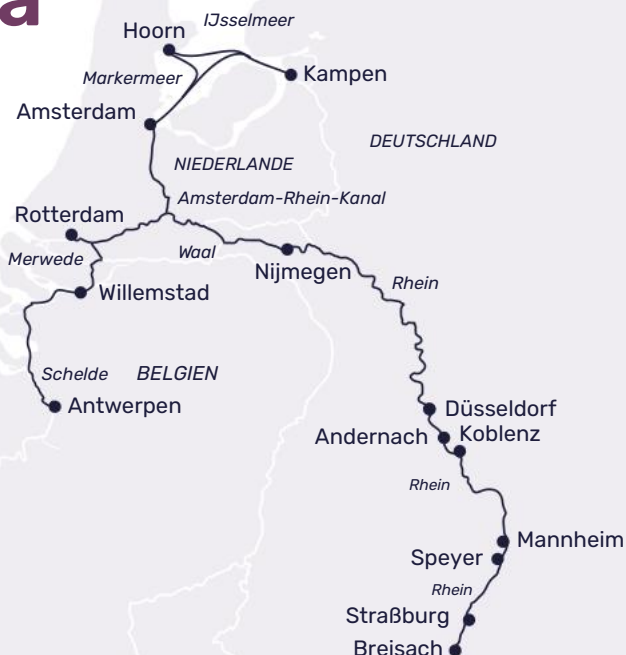 a
Hoorn
IJsselmeer
Markermeer
Kampen
Amsterdam
DEUTSCHLAND
NIEDERLANDE
Amsterdam-Rhein-Kanal
Rotterdam
Merwede
Waal
Nijmegen
Rhein
Willemstad
Schelde
BELGIEN
Antwerpen
Düsseldorf
Andernach
Koblenz
Rhein
Mannheim
Speyer
Rhein
Straßburg
Breisach